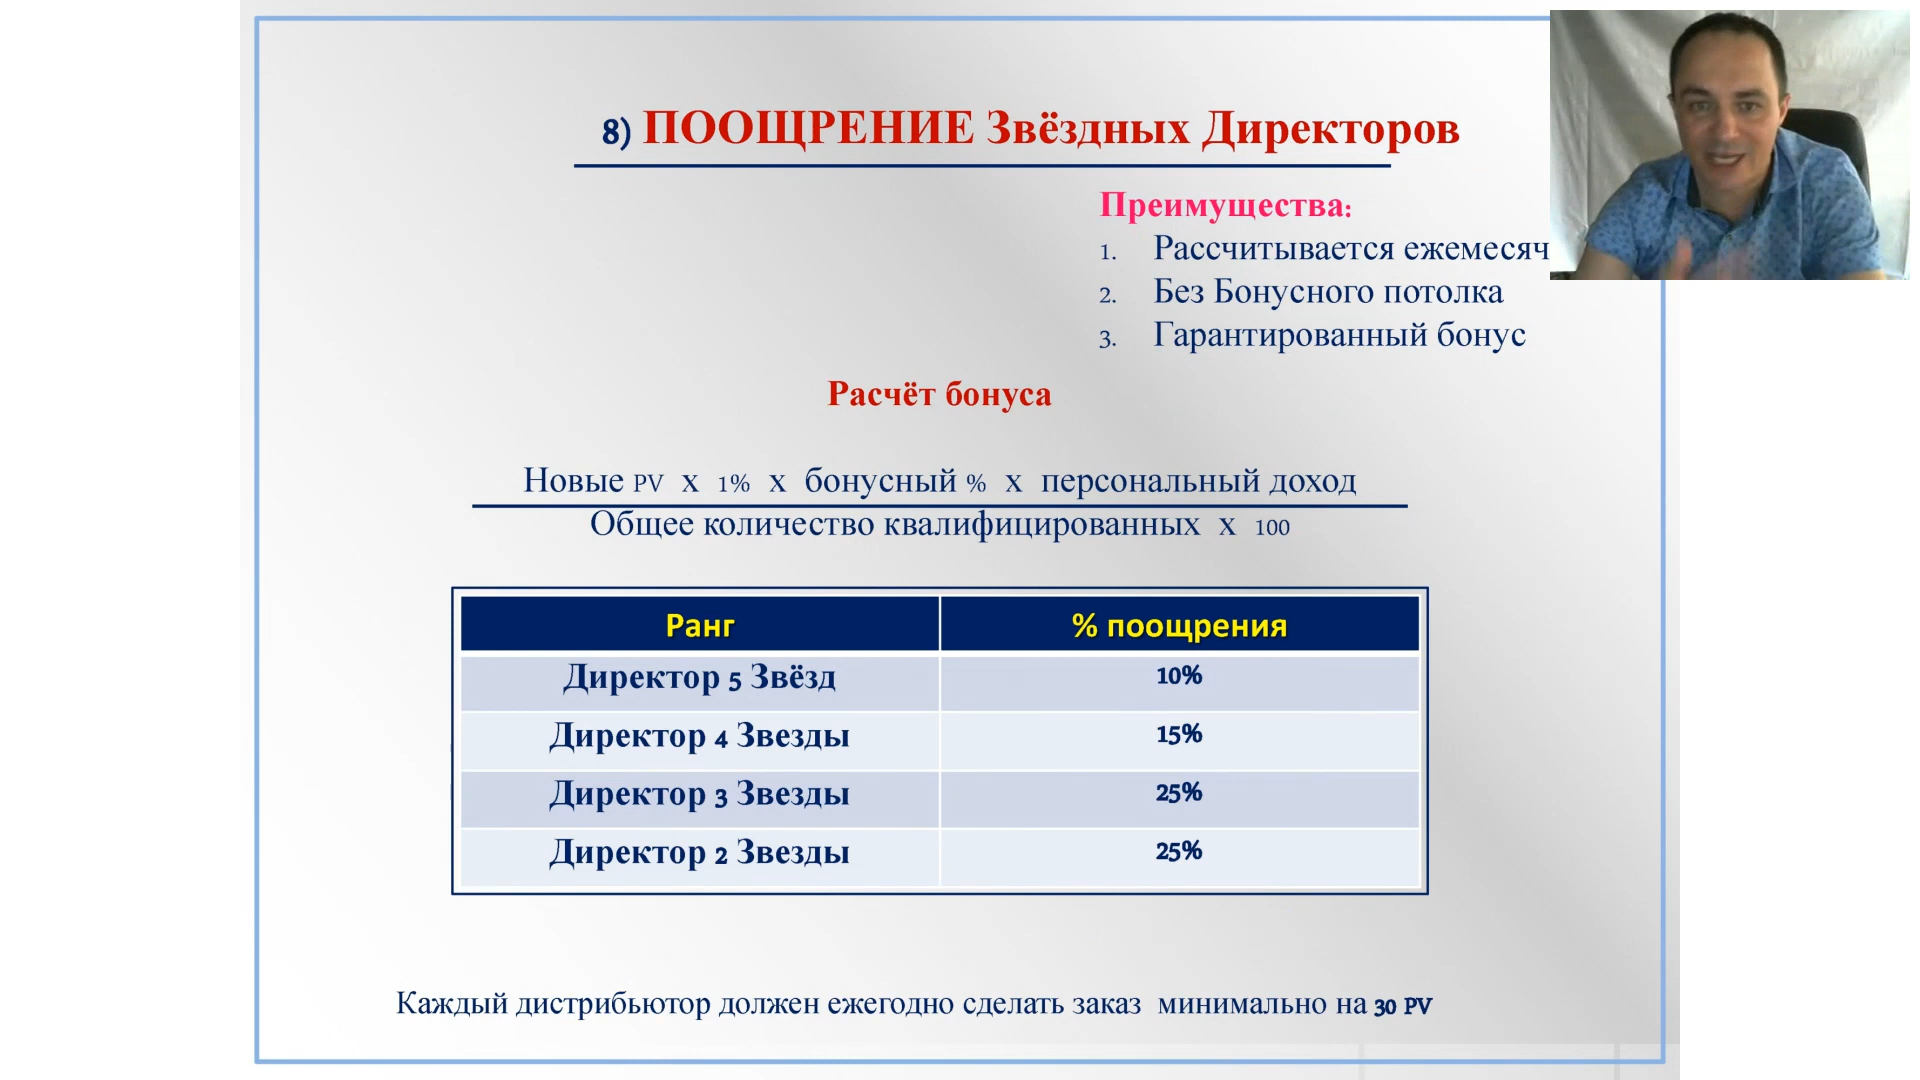 8) ПООЩРЕНИЕ Звёздных Директоров
Преимущества:
1. Рассчитывается ежемесяч
2. Без Бонусного потолка
3. Гарантированный бонус
Расчёт бонуса
Новые PV x 1% x бонусный % x персональный доход
Общее количество квалифицированных x 100
Ранг % поощрения
Директор 5 Звёзд 10%
Директор 4 Звезды 15%
Директор 3 Звезды 25%
Директор 2 Звезды 25%
Каждый дистрибьютор должен ежегодно сделать заказ минимально на 30 PV